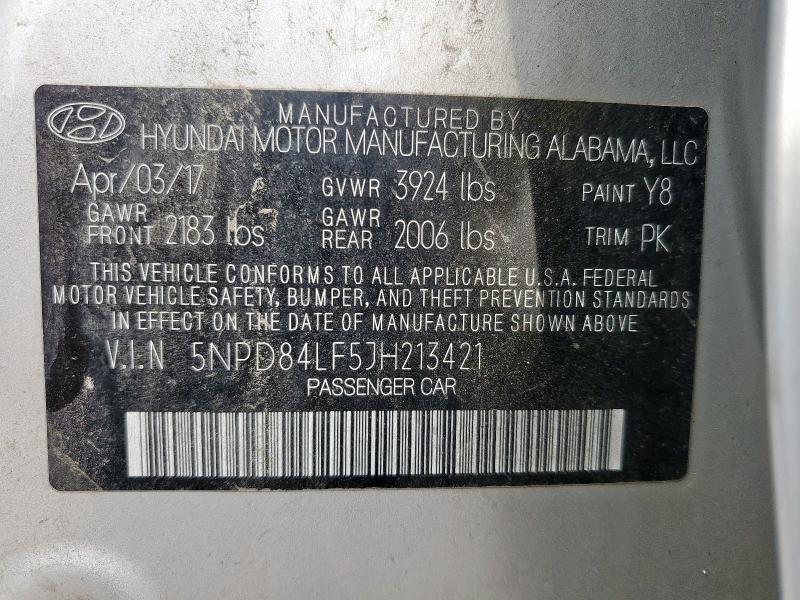 MANUFACTURED BY
HYUNDAI MOTOR MANUFACTURING ALABAMA, LLC
Apr/03/17 GVWR 3924 lbs PAINT Y8
GAWR FRONT 2183 lbs GAWR REAR 2006 lbs TRIM PK
THIS VEHICLE CONFORMS TO ALL APPLICABLE U.S.A. FEDERAL
MOTOR VEHICLE SAFETY, BUMPER, AND THEFT PREVENTION STANDARDS
IN EFFECT ON THE DATE OF MANUFACTURE SHOWN ABOVE
V.I.N 5NPD84LF5JH213421
PASSENGER CAR